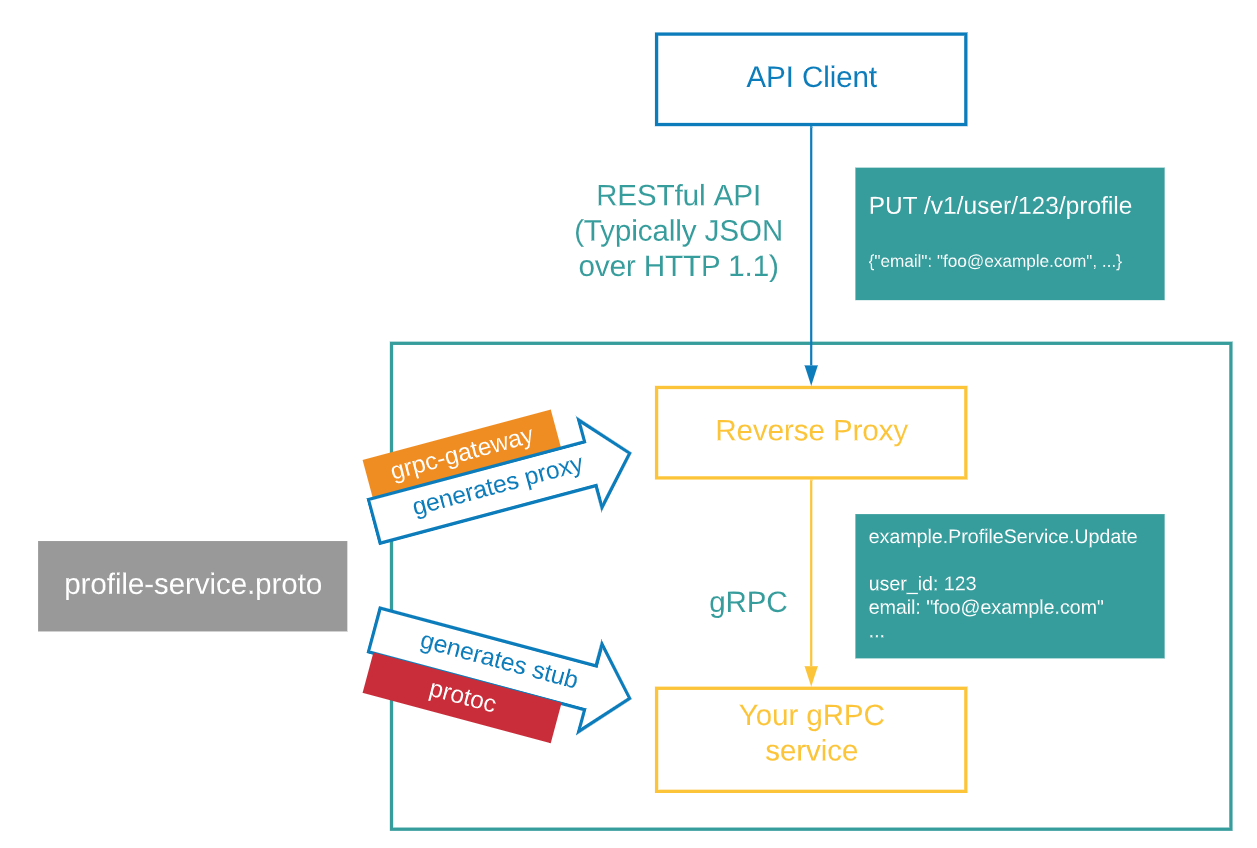 API Client
RESTful API
(Typically JSON
over HTTP 1.1)
PUT /v1/user/123/profile
{"email": "foo@example.com", ...}
Reverse Proxy
grpc-gateway
generates proxy
profile-service.proto
generates stub
protoc
gRPC
example.ProfileService.Update
user_id: 123
email: "foo@example.com"
...
Your gRPC
service